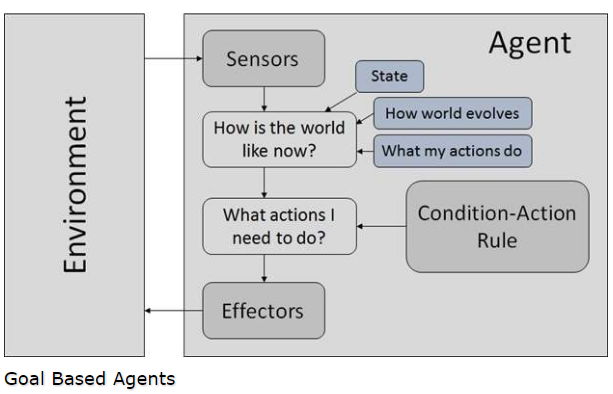 Agent
Environment
Sensors
State
How world evolves
What my actions do
How is the world
like now?
What actions I
need to do?
Condition-Action
Rule
Effectors
Goal Based Agents